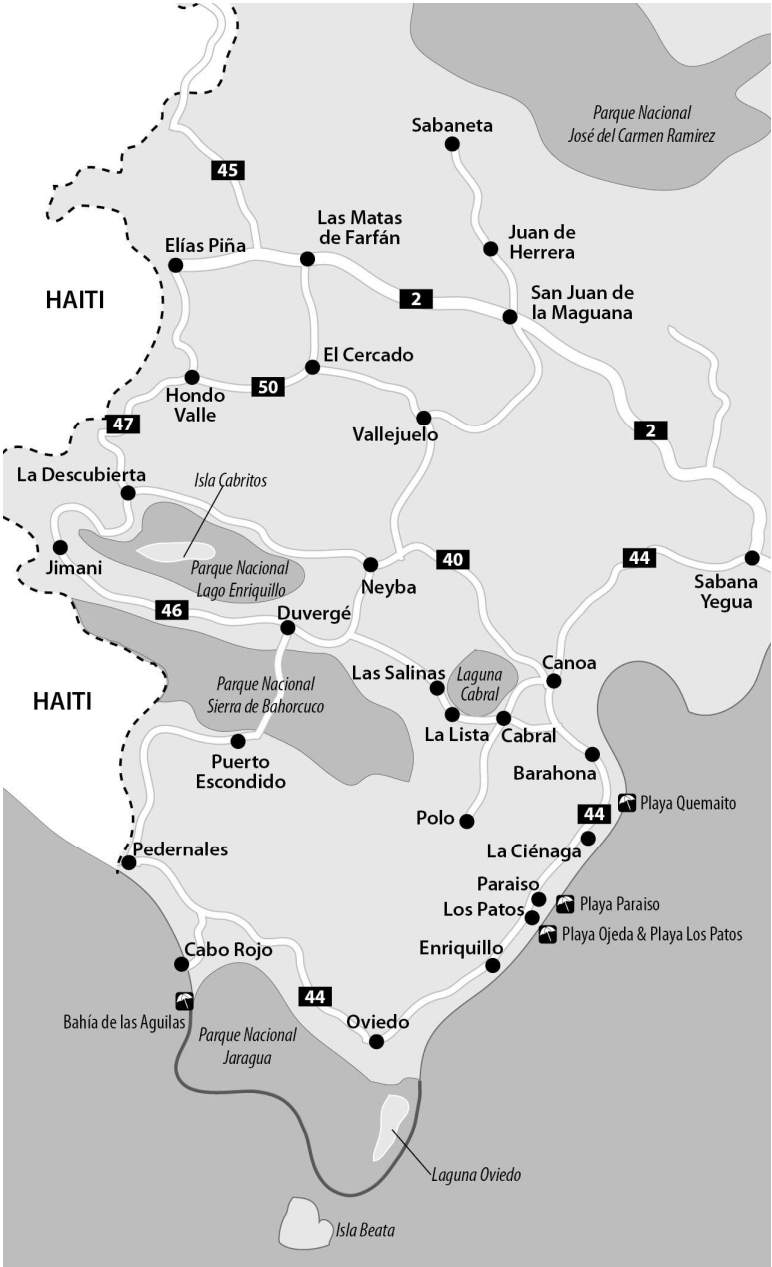 Parque Nacional
José del Carmen Ramirez
Sabaneta
45
Las Matas
de Farfán
Juan de
Herrera
Elías Piña
HAITI
2
San Juan de
la Maguana
El Cercado
50
Hondo
Valle
47
Vallejuelo
2
La Descubierta
Isla Cabritos
Jimani
Parque Nacional
Lago Enriquillo
Neyba
40
44
Sabana
Yegua
46
Duvergé
Las Salinas
Laguna
Cabral
Canoa
HAITI
Parque Nacional
Sierra de Bahorcuco
La Lista
Cabral
Puerto
Escondido
Barahona
Playa Quemaito
44
Polo
La Ciénaga
Pedernales
Paraiso
Playa Paraiso
Los Patos
Playa Ojeda & Playa Los Patos
Enriquillo
Cabo Rojo
44
Bahía de las Aguilas
Oviedo
Parque Nacional
Jaragua
Laguna Oviedo
Isla Beata